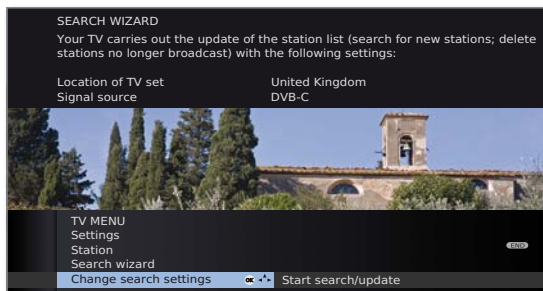 SEARCH WIZARD
Your TV carries out the update of the station list (search for new stations; delete
stations no longer broadcast) with the following settings:
Location of TV set United Kingdom
Signal source DVB-C
TV MENU
Settings
Station
END
Search wizard
Change search settings OK Start search/update